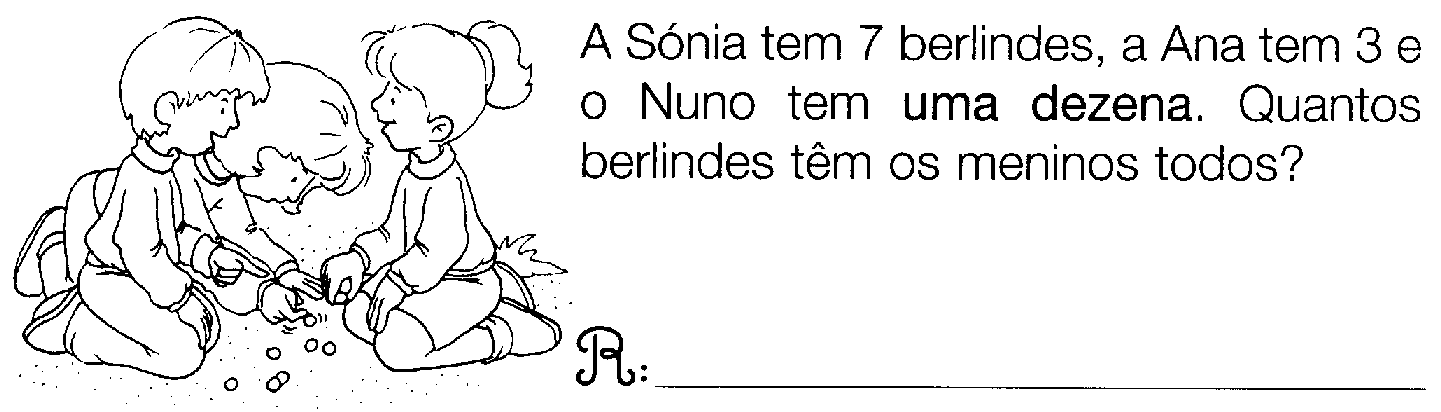 A Sónia tem 7 berlindes, a Ana tem 3 e
o Nuno tem uma dezena. Quantos
berlindes têm os meninos todos?
R: